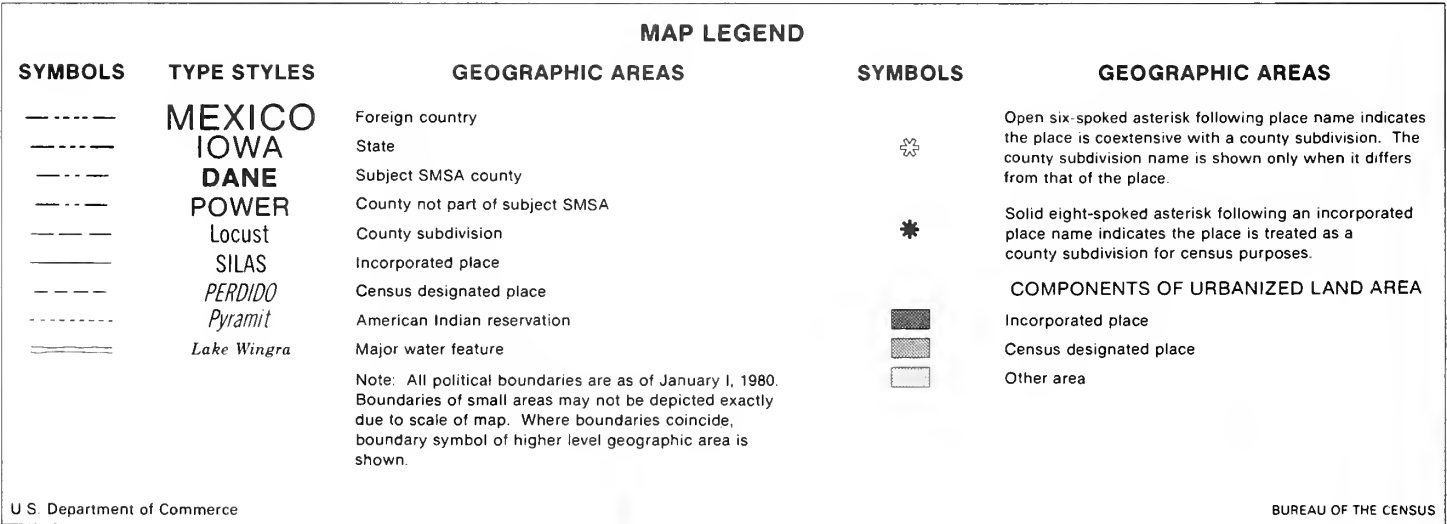 MAP LEGEND
SYMBOLS TYPE STYLES GEOGRAPHIC AREAS
MEXICO Foreign country
IOWA State
DANE Subject SMSA county
POWER County not part of subject SMSA
Locust County subdivision
SILAS Incorporated place
PERDIDO Census designated place
Pyramit American Indian reservation
Lake Wingra Major water feature
Note: All political boundaries are as of January I, 1980.
Boundaries of small areas may not be depicted exactly
due to scale of map. Where boundaries coincide,
boundary symbol of higher level geographic area is
shown.
SYMBOLS GEOGRAPHIC AREAS
Open six-spoked asterisk following place name indicates
the place is coextensive with a county subdivision. The
county subdivision name is shown only when it differs
from that of the place.
Solid eight-spoked asterisk following an incorporated
place name indicates the place is treated as a
county subdivision for census purposes.
COMPONENTS OF URBANIZED LAND AREA
Incorporated place
Census designated place
Other area
U S. Department of Commerce
BUREAU OF THE CENSUS